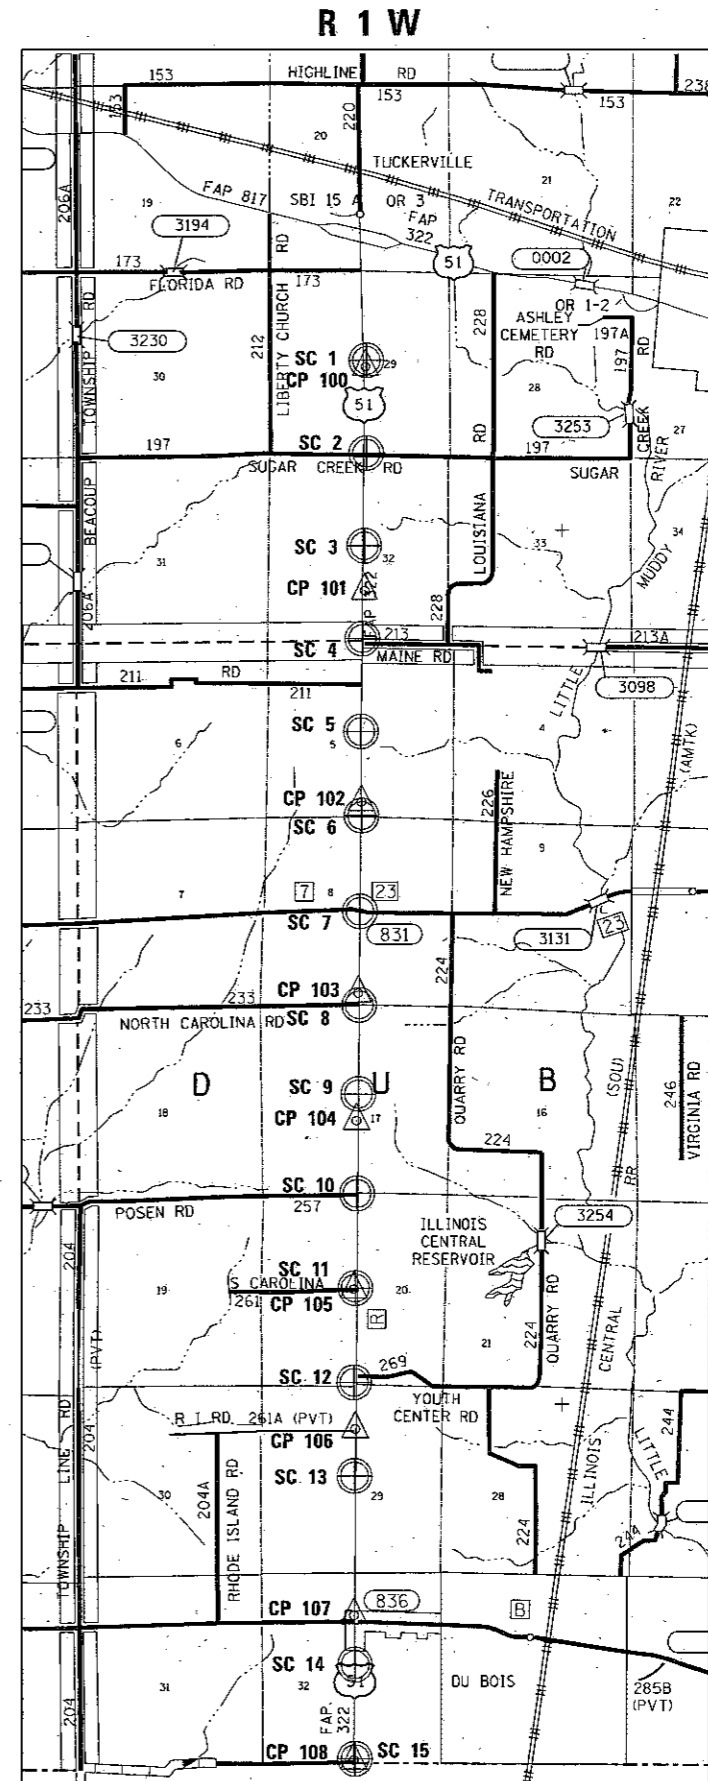 R 1 W
153
HIGHLINE RD
153
153
238
153
220
20
TUCKERVILLE
21
22
206A
19
FAP 817
SBI 15 A OR 3
FAP 322
TRANSPORTATION
3194
51
0002
173
FLORIDA RD
173
OR 1-2
3230
TOWNSHIP RD
212
LIBERTY CHURCH RD
SC 1
29
CP 100
228
ASHLEY CEMETERY RD
197A
197
30
51
28
3253
27
197
SC 2
SUGAR CREEK RD
RD
197
SUGAR CREEK RD
RIVER
BEACOUP
LOUISIANA
33
34
SC 3
32
31
MUDDY
CP 101
FAP 322
228
206A
SC 4
213
MAINE RD
213A
211 RD
211
3098
LITTLE
SC 5
5
6
4
(AMTK)
CP 102
SC 6
226
NEW HAMPSHIRE
9
7
7
8
23
SC 7
831
3131
23
224
CP 103
233
233
NORTH CAROLINA RD
SC 8
QUARRY RD
(SOU)
246
VIRGINIA RD
SC 9
D U B
18
CP 104
17
16
224
RR
SC 10
POSEN RD
257
204
ILLINOIS
CENTRAL
RESERVOIR
3254
SC 11
S CAROLINA
19
261
CP 105
20
R
(PVT)
21
224
QUARRY RD
CENTRAL
SC 12
269
YOUTH
CENTER RD
R I RD. 261A (PVT)
CP 106
TOWNSHIP LINE RD
204
204A
RHODE ISLAND RD
SC 13
30
29
28
ILLINOIS
LITTLE
244
224
244
CP 107
836
B
SC 14
51
31
32
DU BOIS
285B
(PVT)
204
FAP. 322
CP 108
SC 15